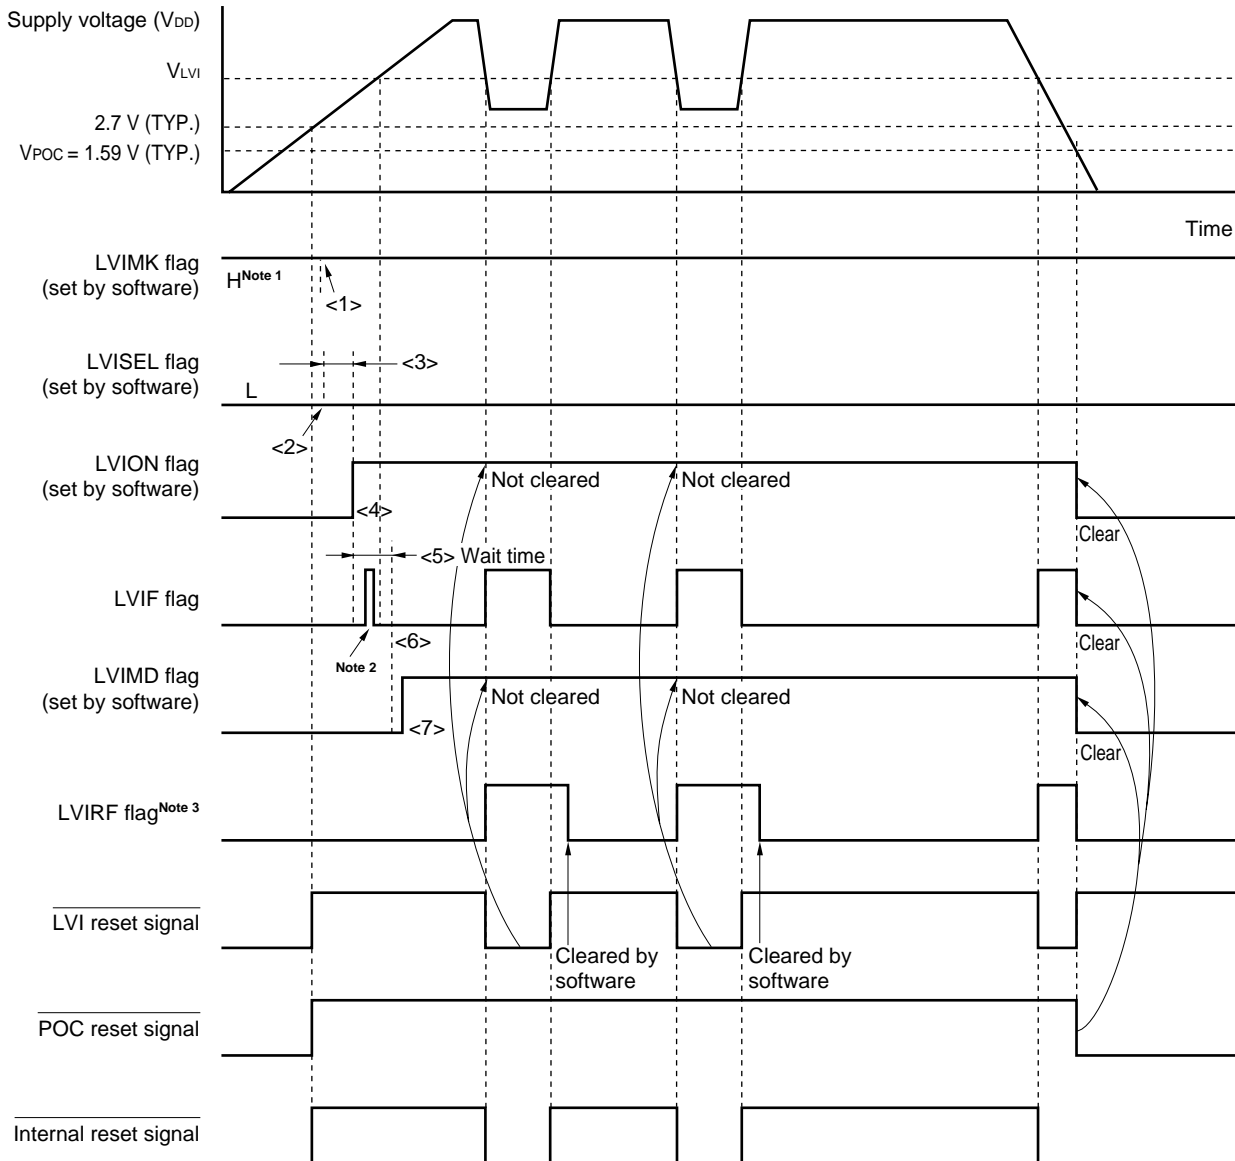 Supply voltage (VDD)
VLVI
2.7 V (TYP.)
VPOC = 1.59 V (TYP.)
Time
LVIMK flag
(set by software)
HNote 1
<1>
LVISEL flag
(set by software)
L
<3>
<2>
LVION flag
(set by software)
Not cleared
Not cleared
<4>
Clear
<5> Wait time
LVIF flag
<6>
Note 2
Clear
LVIMD flag
(set by software)
Not cleared
Not cleared
<7>
Clear
LVIRF flagNote 3
LVI reset signal
Cleared by
software
Cleared by
software
POC reset signal
Internal reset signal